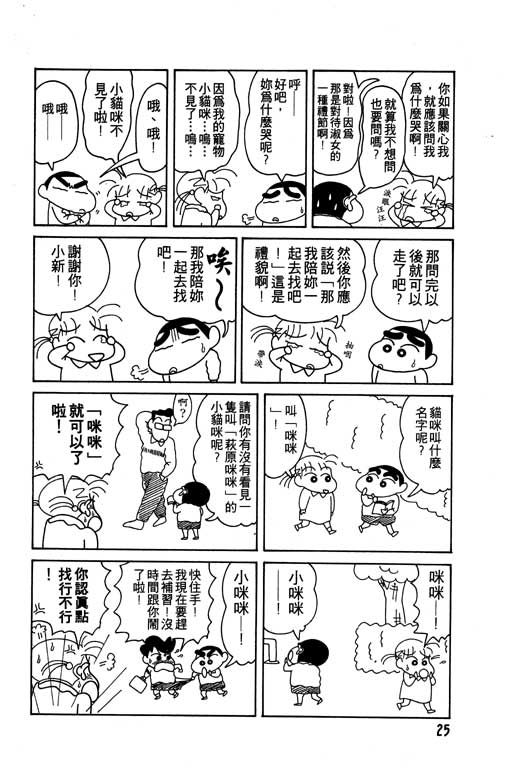 你如果關心我
，就應該問我
爲什麼哭啊！
就算我不想問
也要問嗎？
淚眼汪汪
對啦！因爲
那是對待淑女的
一種禮節啊！
呼—
好吧，
妳爲什麼哭呢？
因爲我的寵物
小貓咪…嗚…
不見了…嗚…
哦、哦！
小貓咪不
見了啦！
哦哦
那問完以
後就可以
走了吧？
抽啊
然後你應
該說「那
我陪妳一
起去找吧
！」這是
禮貌啊！
帶淚
唉～
那我陪妳
一起去找
吧！
謝謝你！
小新！
貓咪叫什麼
名字呢？
叫「咪咪
」
請問你有沒有看見一
隻叫「萩原咪咪」的
小貓咪呢？
啊？
「咪咪」
就可以了
啦！
咪咪—！
小咪咪
—！
小咪咪—！
快住手！
我現在要趕
去補習！沒
時間跟你鬧
了啦！
你認眞點
找行不行
！
25